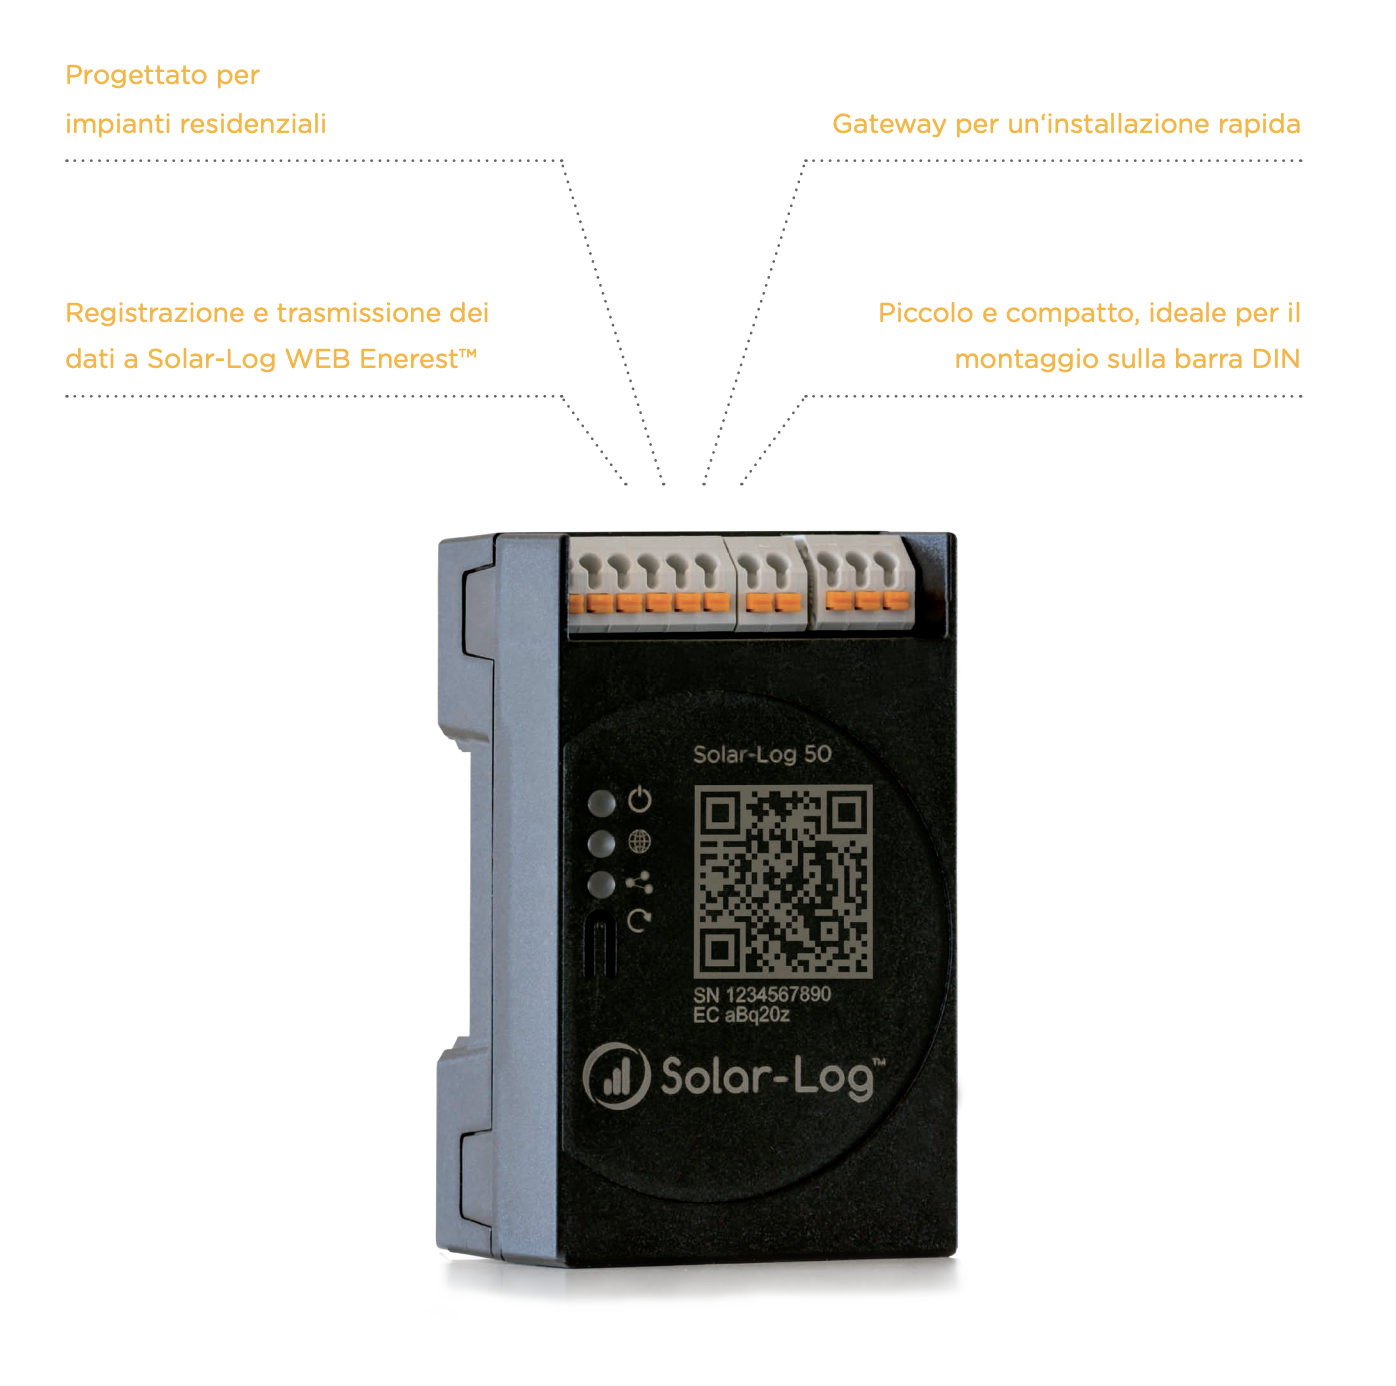 Progettato per
impianti residenziali
Gateway per un‘installazione rapida
Registrazione e trasmissione dei
dati a Solar-Log WEB Enerest™
Piccolo e compatto, ideale per il
montaggio sulla barra DIN
Solar-Log 50
SN 1234567890
EC aBq20z
Solar-Log™